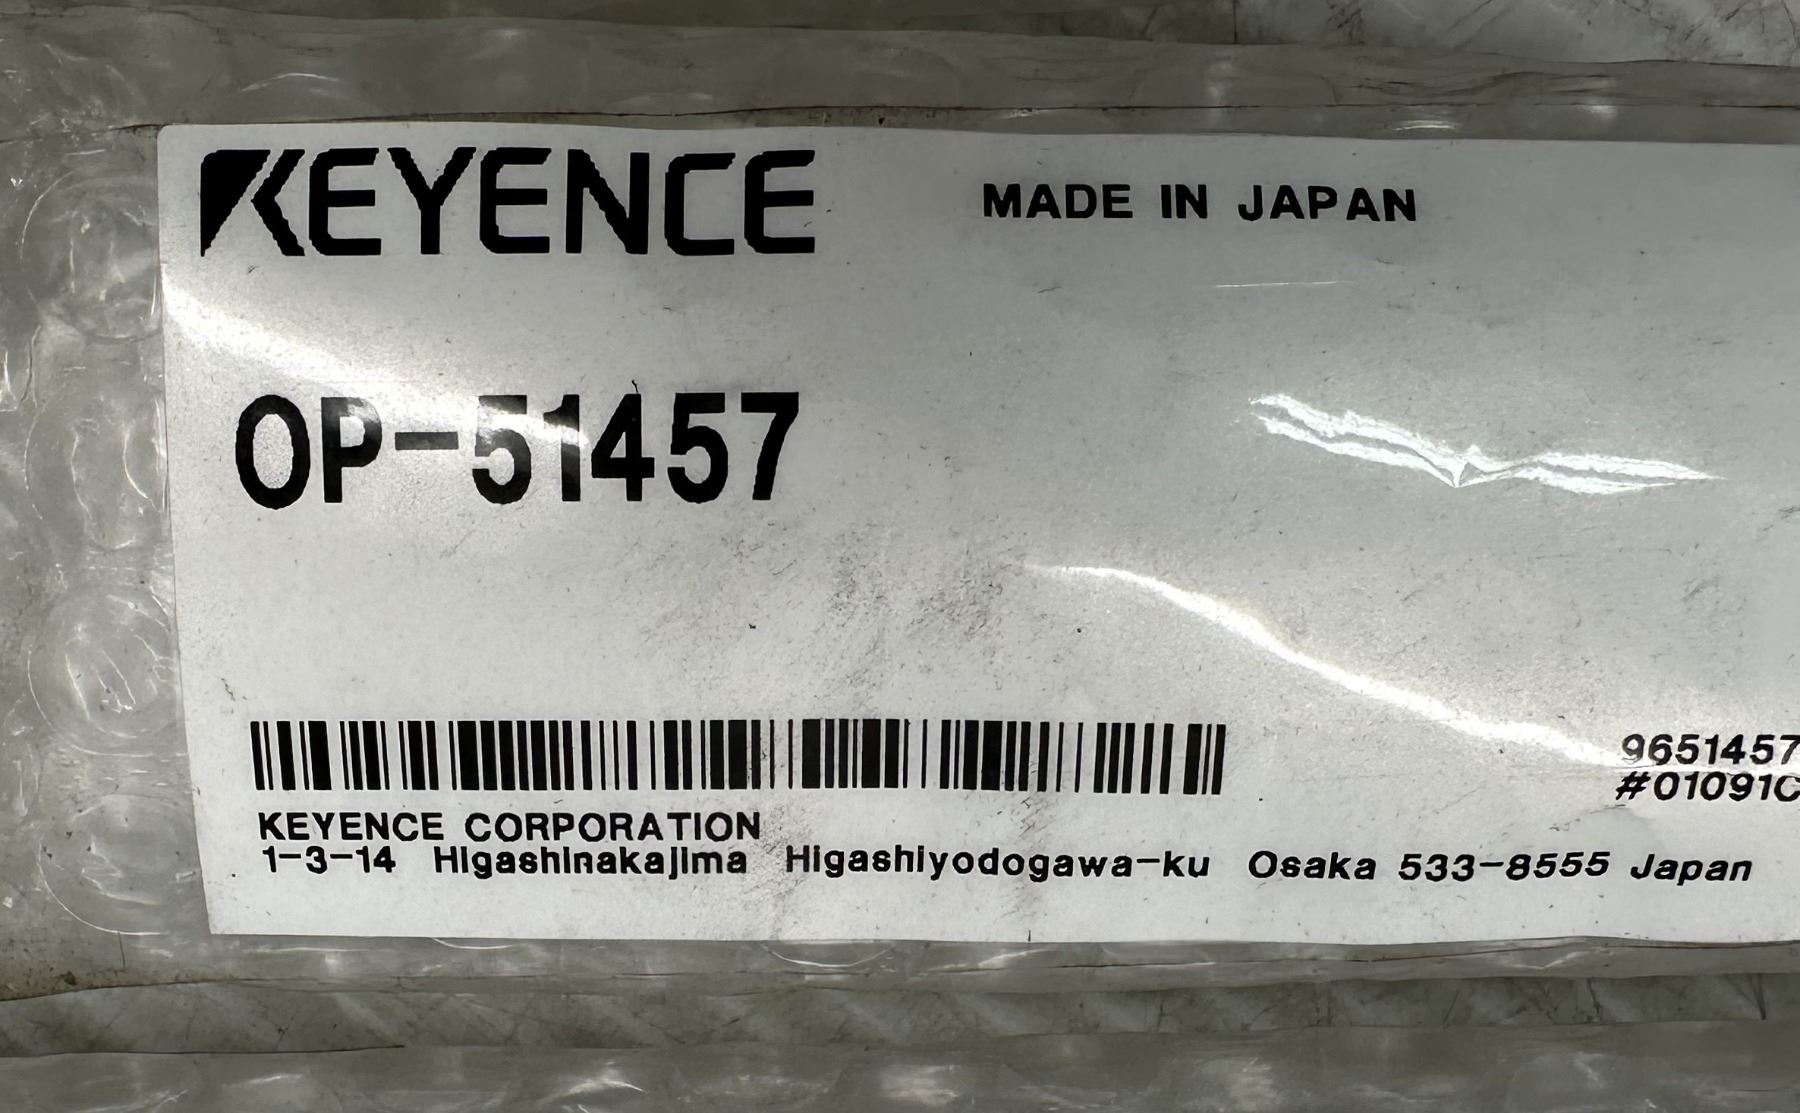 KEYENCE
MADE IN JAPAN
OP-51457
9651457
#01091C
KEYENCE CORPORATION
1-3-14 Higashinakajima Higashiyodogawa-ku Osaka 533-8555 Japan